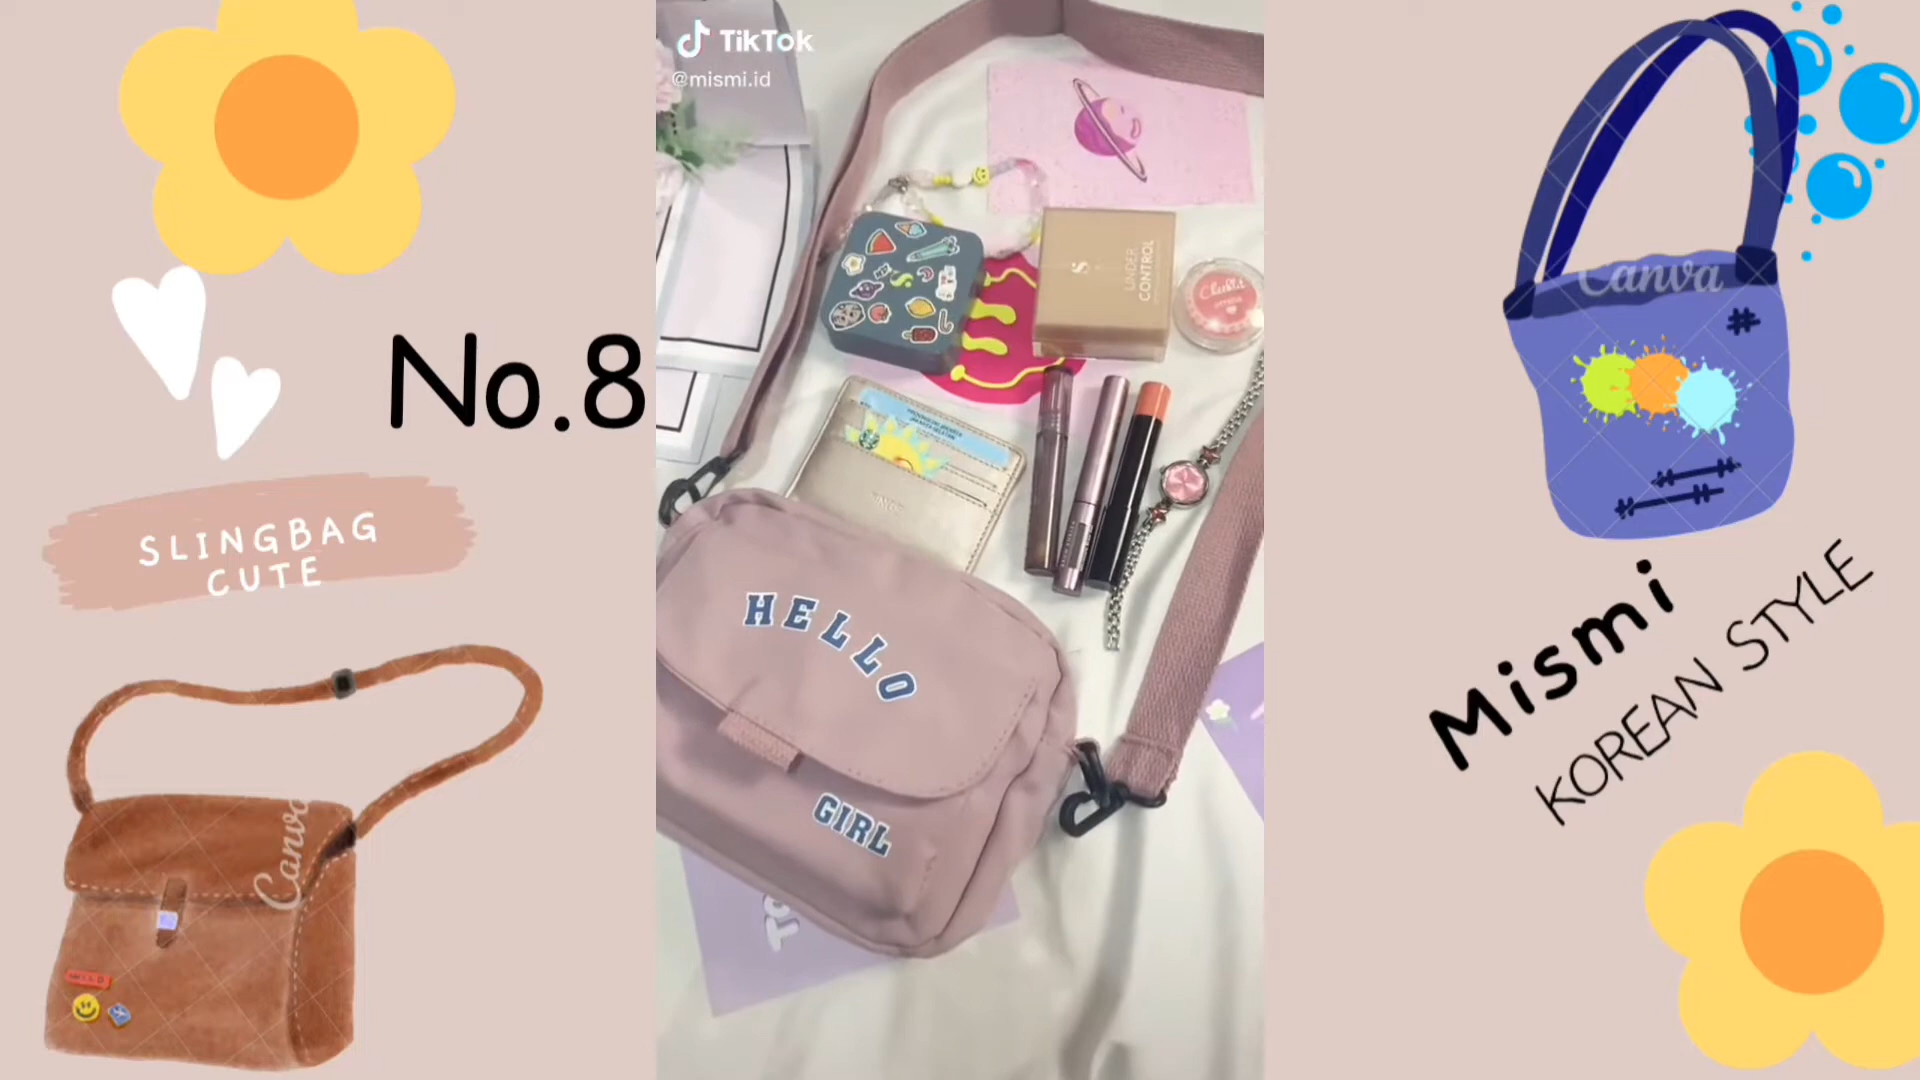 TikTok
@mismi.id
No.8
SLINGBAG
CUTE
UNDER
CONTROL
HELLO
GIRL
Canva
Canva
Mismi
KOREAN STYLE